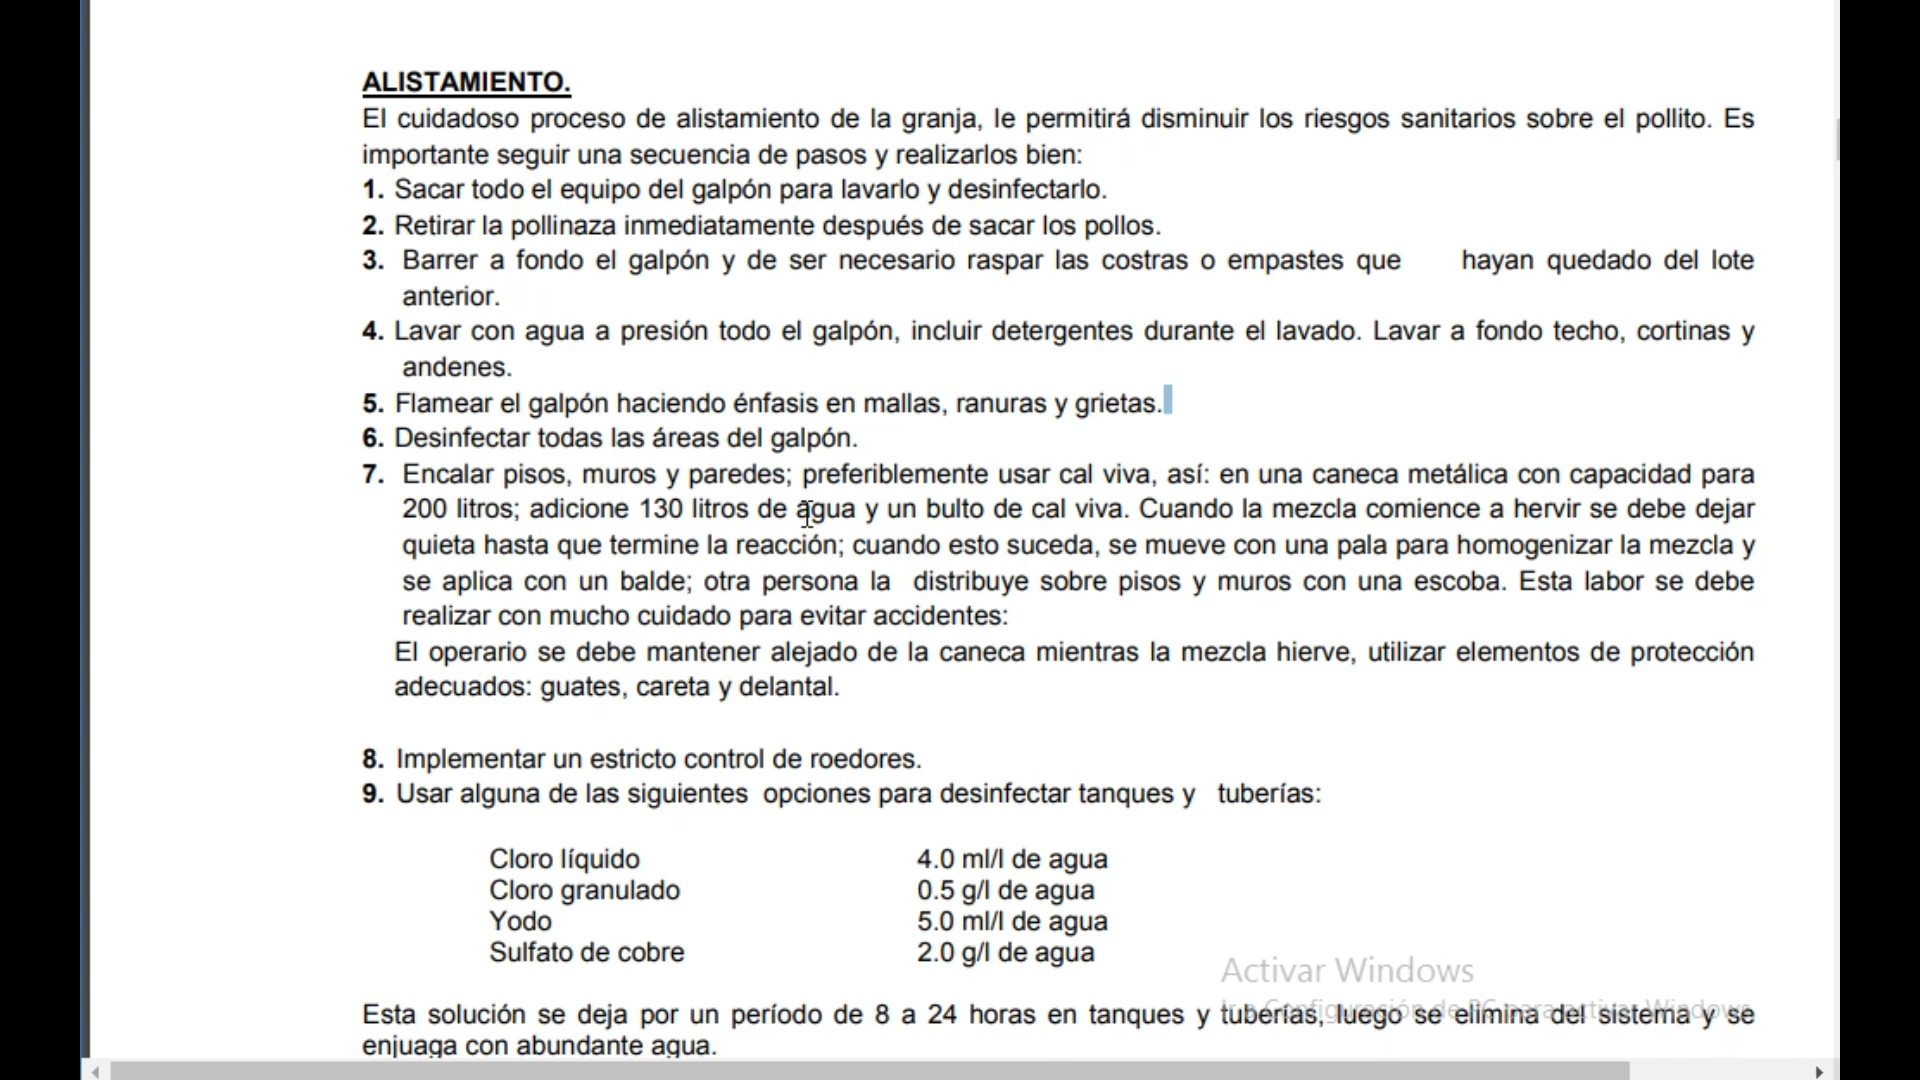 ALISTAMIENTO.
El cuidadoso proceso de alistamiento de la granja, le permitirá disminuir los riesgos sanitarios sobre el pollito. Es
importante seguir una secuencia de pasos y realizarlos bien:
1. Sacar todo el equipo del galpón para lavarlo y desinfectarlo.
2. Retirar la pollinaza inmediatamente después de sacar los pollos.
3. Barrer a fondo el galpón y de ser necesario raspar las costras o empastes que hayan quedado del lote
anterior.
4. Lavar con agua a presión todo el galpón, incluir detergentes durante el lavado. Lavar a fondo techo, cortinas y
andenes.
5. Flamear el galpón haciendo énfasis en mallas, ranuras y grietas.
6. Desinfectar todas las áreas del galpón.
7. Encalar pisos, muros y paredes; preferiblemente usar cal viva, así: en una caneca metálica con capacidad para
200 litros; adicione 130 litros de agua y un bulto de cal viva. Cuando la mezcla comience a hervir se debe dejar
quieta hasta que termine la reacción; cuando esto suceda, se mueve con una pala para homogenizar la mezcla y
se aplica con un balde; otra persona la distribuye sobre pisos y muros con una escoba. Esta labor se debe
realizar con mucho cuidado para evitar accidentes:
El operario se debe mantener alejado de la caneca mientras la mezcla hierve, utilizar elementos de protección
adecuados: guates, careta y delantal.
8. Implementar un estricto control de roedores.
9. Usar alguna de las siguientes opciones para desinfectar tanques y tuberías:
Cloro líquido 4.0 ml/l de agua
Cloro granulado 0.5 g/l de agua
Yodo 5.0 ml/l de agua
Sulfato de cobre 2.0 g/l de agua
Activar Windows
Ir a Configuración de PC para activar Windows.
Esta solución se deja por un período de 8 a 24 horas en tanques y tuberías, luego se elimina del sistema y se
enjuaga con abundante agua.